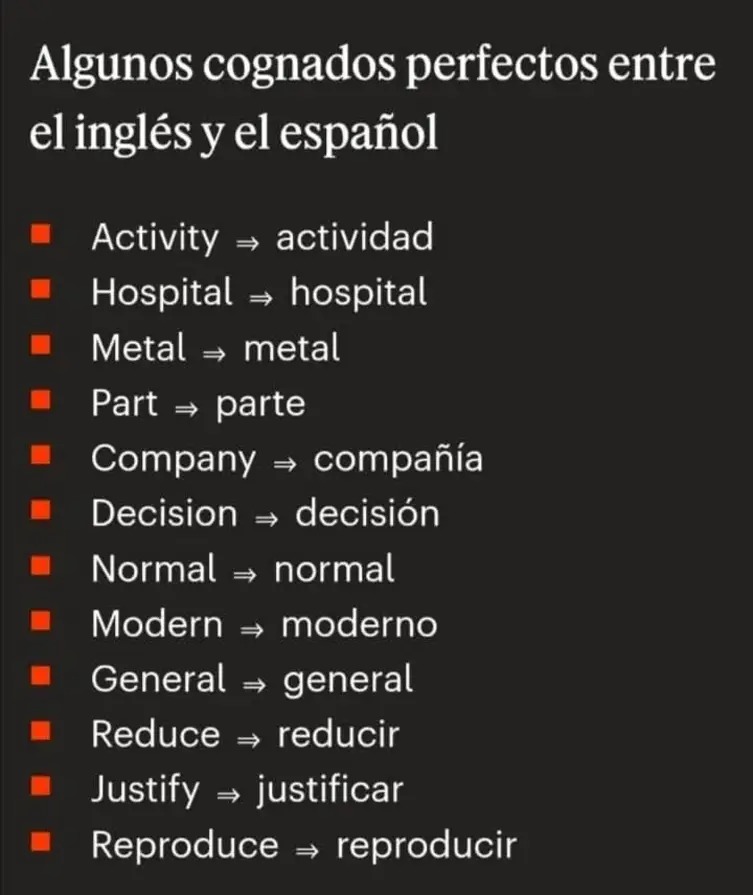 Algunos cognados perfectos entre
el inglés y el español
Activity ⇒ actividad
Hospital ⇒ hospital
Metal ⇒ metal
Part ⇒ parte
Company ⇒ compañía
Decision ⇒ decisión
Normal ⇒ normal
Modern ⇒ moderno
General ⇒ general
Reduce ⇒ reducir
Justify ⇒ justificar
Reproduce ⇒ reproducir